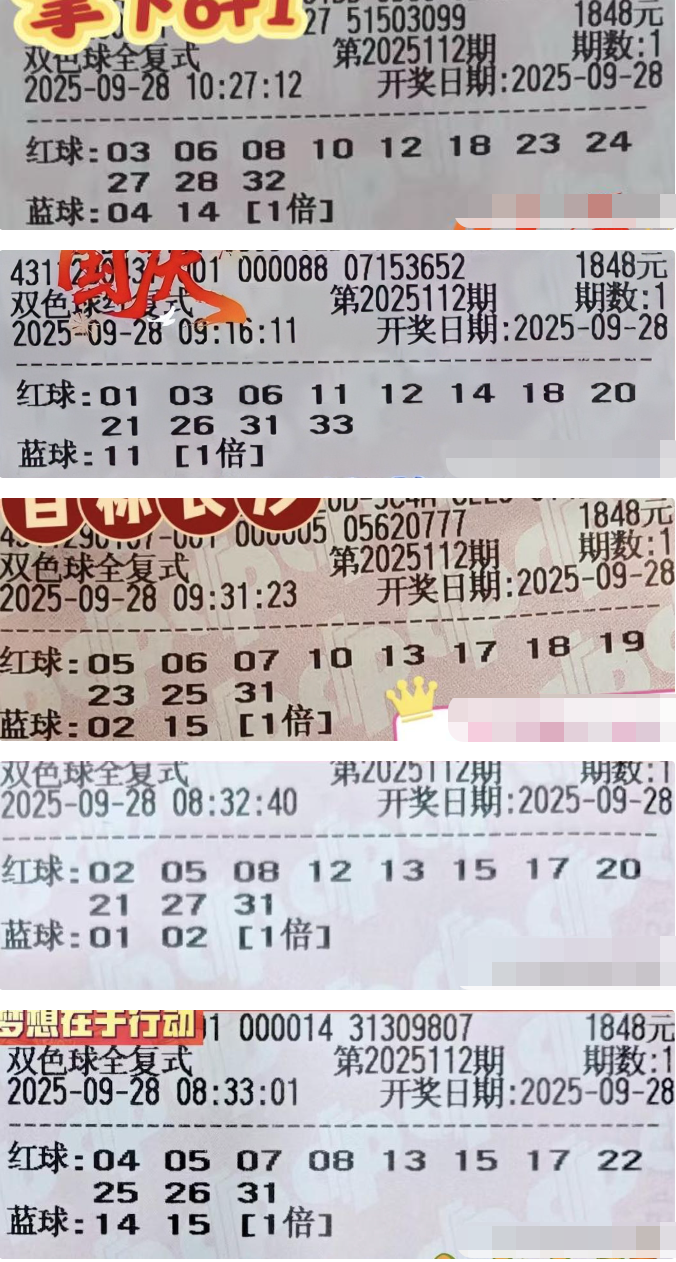 拿下6+1
27 51503099 1848元
双色球全复式 第2025112期 期数:1
2025-09-28 10:27:12 开奖日期:2025-09-28
红球:03 06 08 10 12 18 23 24
27 28 32
蓝球:04 14 [1倍]
国庆
000088 07153652 1848元
双色球红复式 第2025112期 期数:1
2025-09-28 09:16:11 开奖日期:2025-09-28
红球:01 03 06 11 12 14 18 20
21 26 31 33
蓝球:11 [1倍]
目标长沙
000005 05620777 1848元
双色球全复式 第2025112期 期数:1
2025-09-28 09:31:23 开奖日期:2025-09-28
红球:05 06 07 10 13 17 18 19
23 25 31
蓝球:02 15 [1倍]
双色球全复式 第2025112期 期数:1
2025-09-28 08:32:40 开奖日期:2025-09-28
红球:02 05 08 12 13 15 17 20
21 27 31
蓝球:01 02 [1倍]
梦想在于行动
000014 31309807 1848元
双色球全复式 第2025112期 期数:1
2025-09-28 08:33:01 开奖日期:2025-09-28
红球:04 05 07 08 13 15 17 22
25 26 31
蓝球:14 15 [1倍]